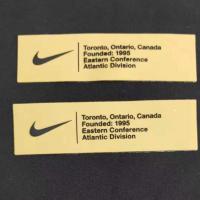 Toronto, Ontario, Canada
Founded: 1995
Eastern Conference
Atlantic Division
Toronto, Ontario, Canada
Founded: 1995
Eastern Conference
Atlantic Division